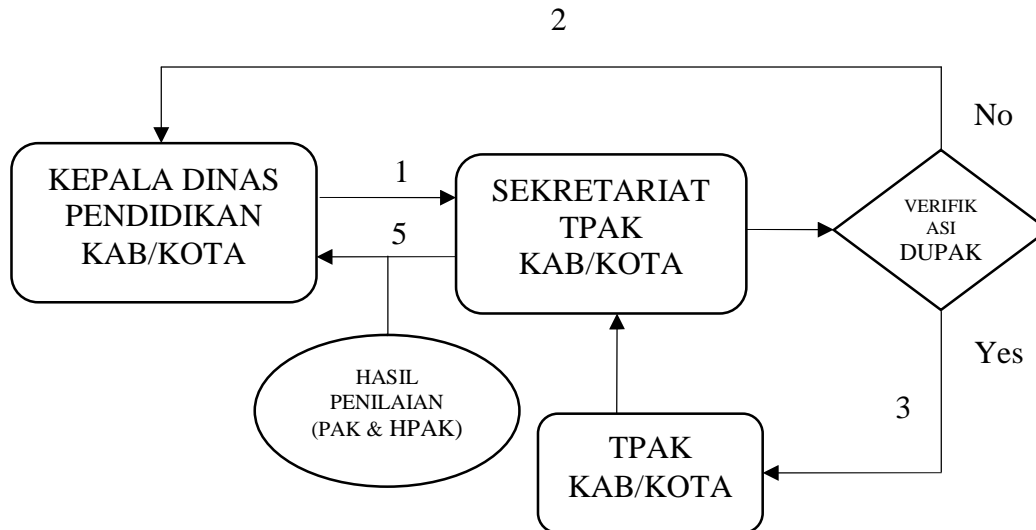 2
No
KEPALA DINAS
PENDIDIKAN
KAB/KOTA
1
5
SEKRETARIAT
TPAK
KAB/KOTA
VERIFIK
ASI
DUPAK
Yes
3
HASIL
PENILAIAN
(PAK & HPAK)
TPAK
KAB/KOTA